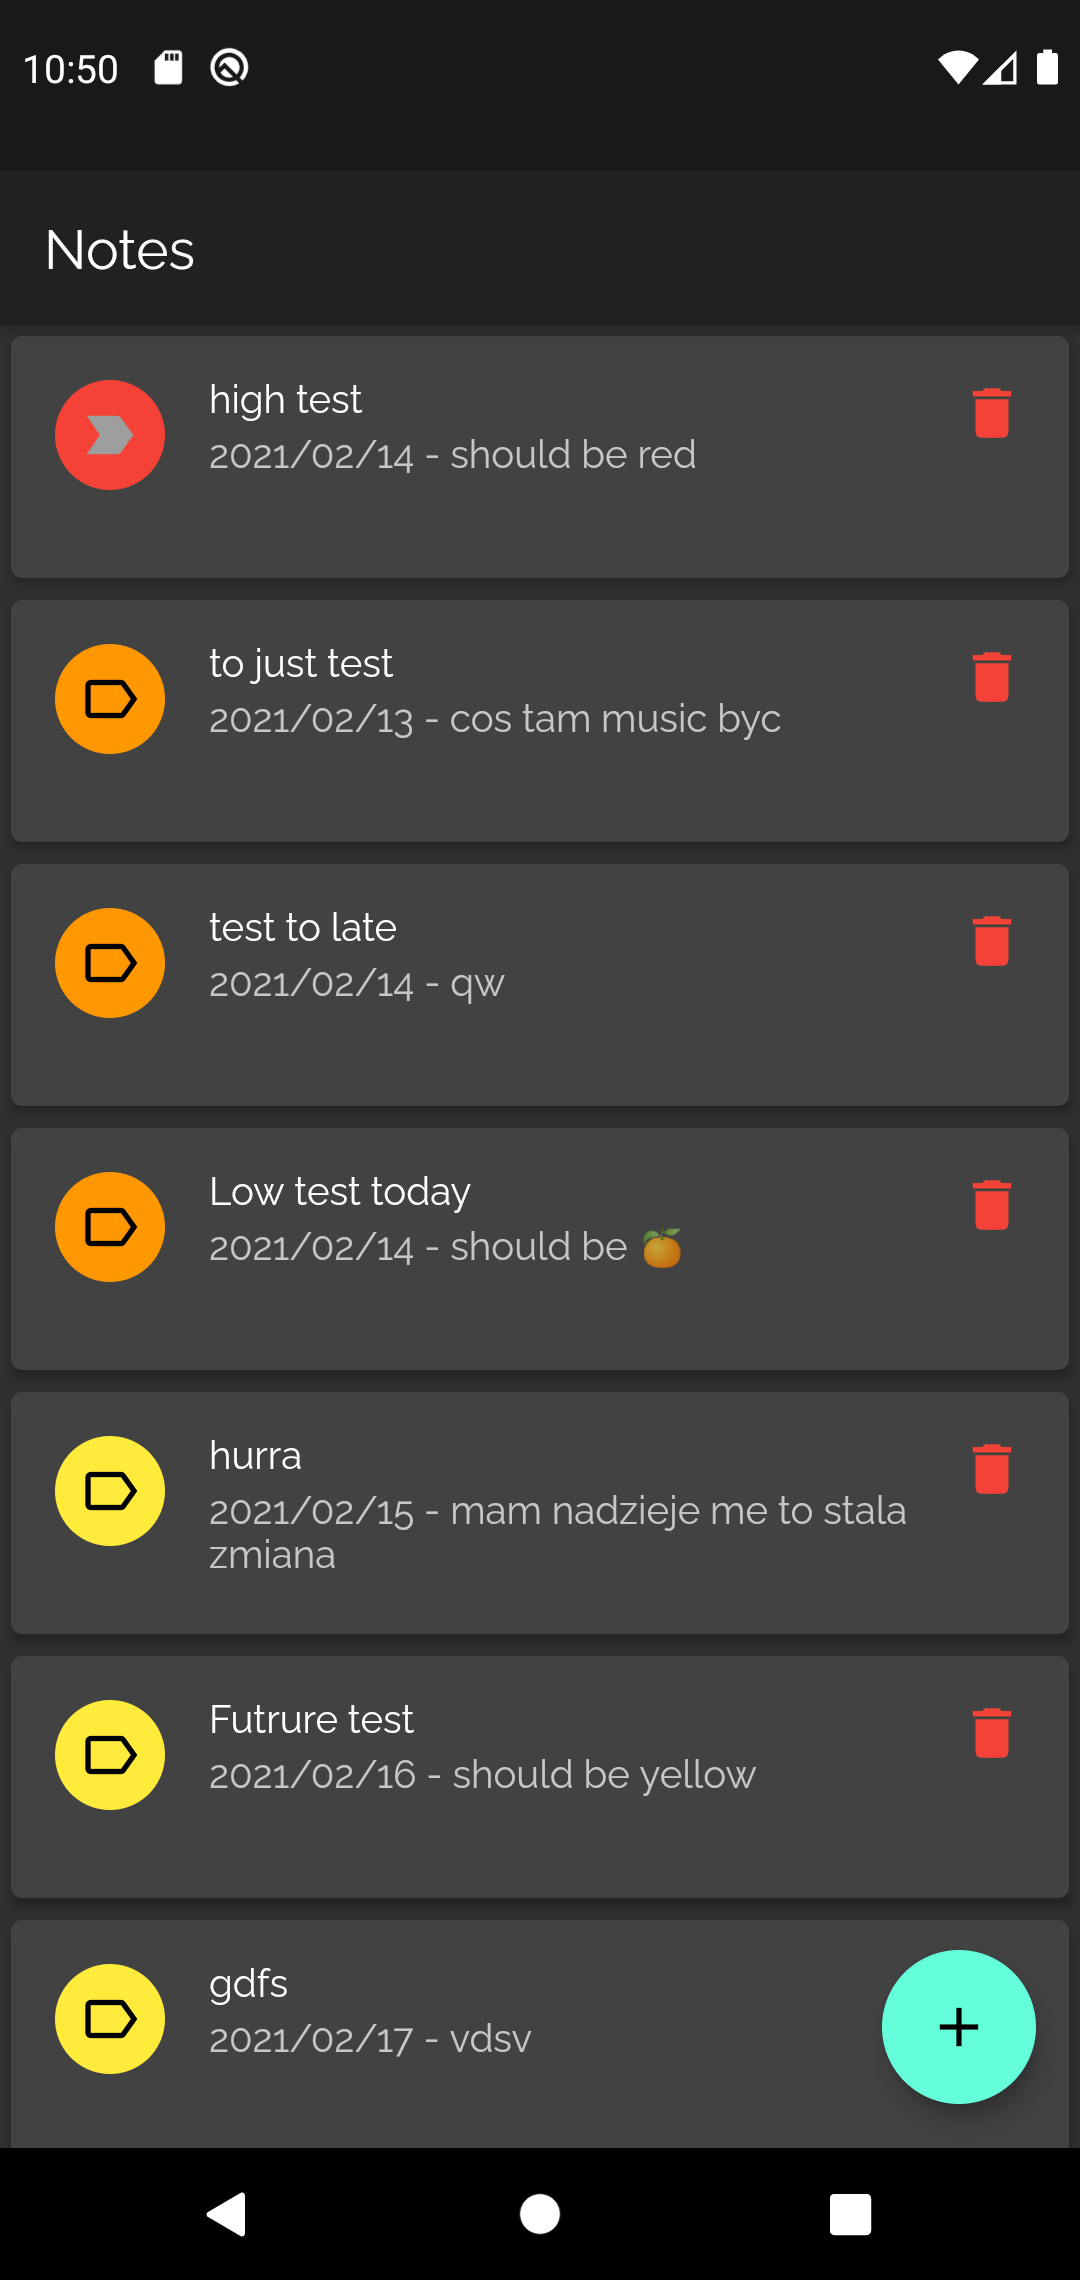 10:50
Notes
high test
2021/02/14 - should be red
to just test
2021/02/13 - cos tam music byc
test to late
2021/02/14 - qw
Low test today
2021/02/14 - should be 🍊
hurra
2021/02/15 - mam nadzieje me to stala
zmiana
Futrure test
2021/02/16 - should be yellow
gdfs
2021/02/17 - vdsv